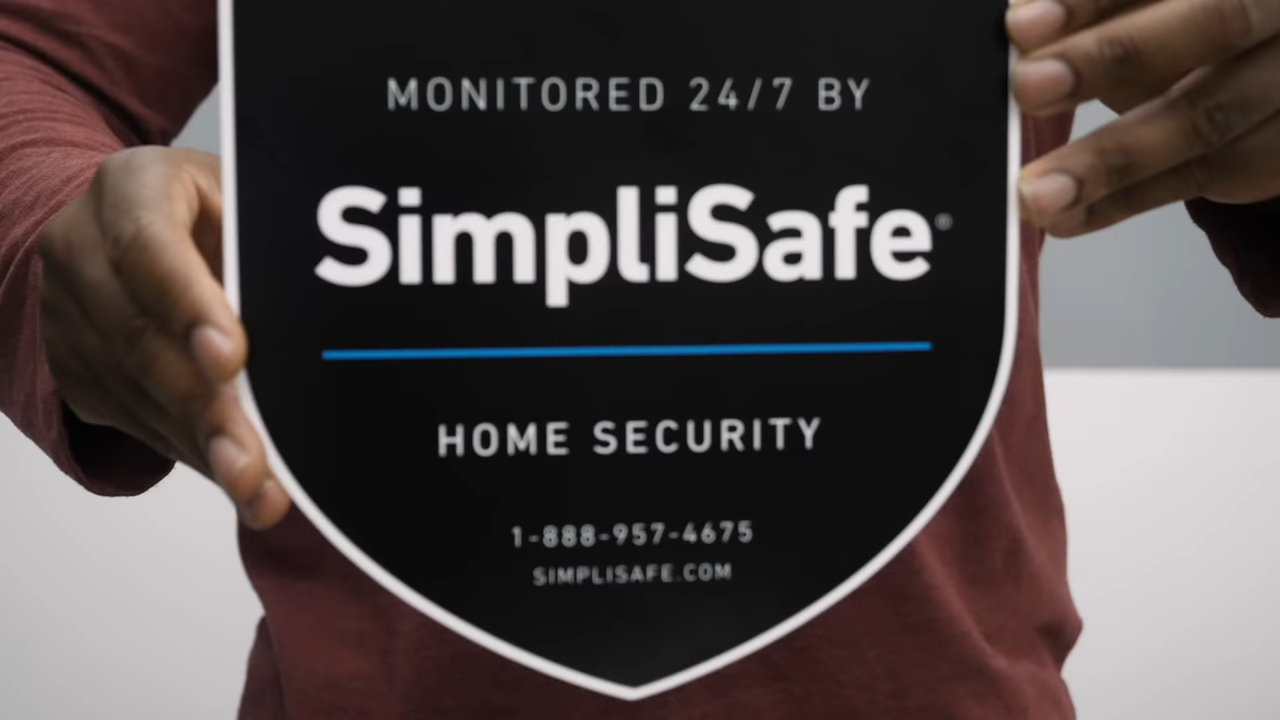 MONITORED 24/7 BY
SimpliSafe®
HOME SECURITY
1-888-957-4675
SIMPLISAFE.COM